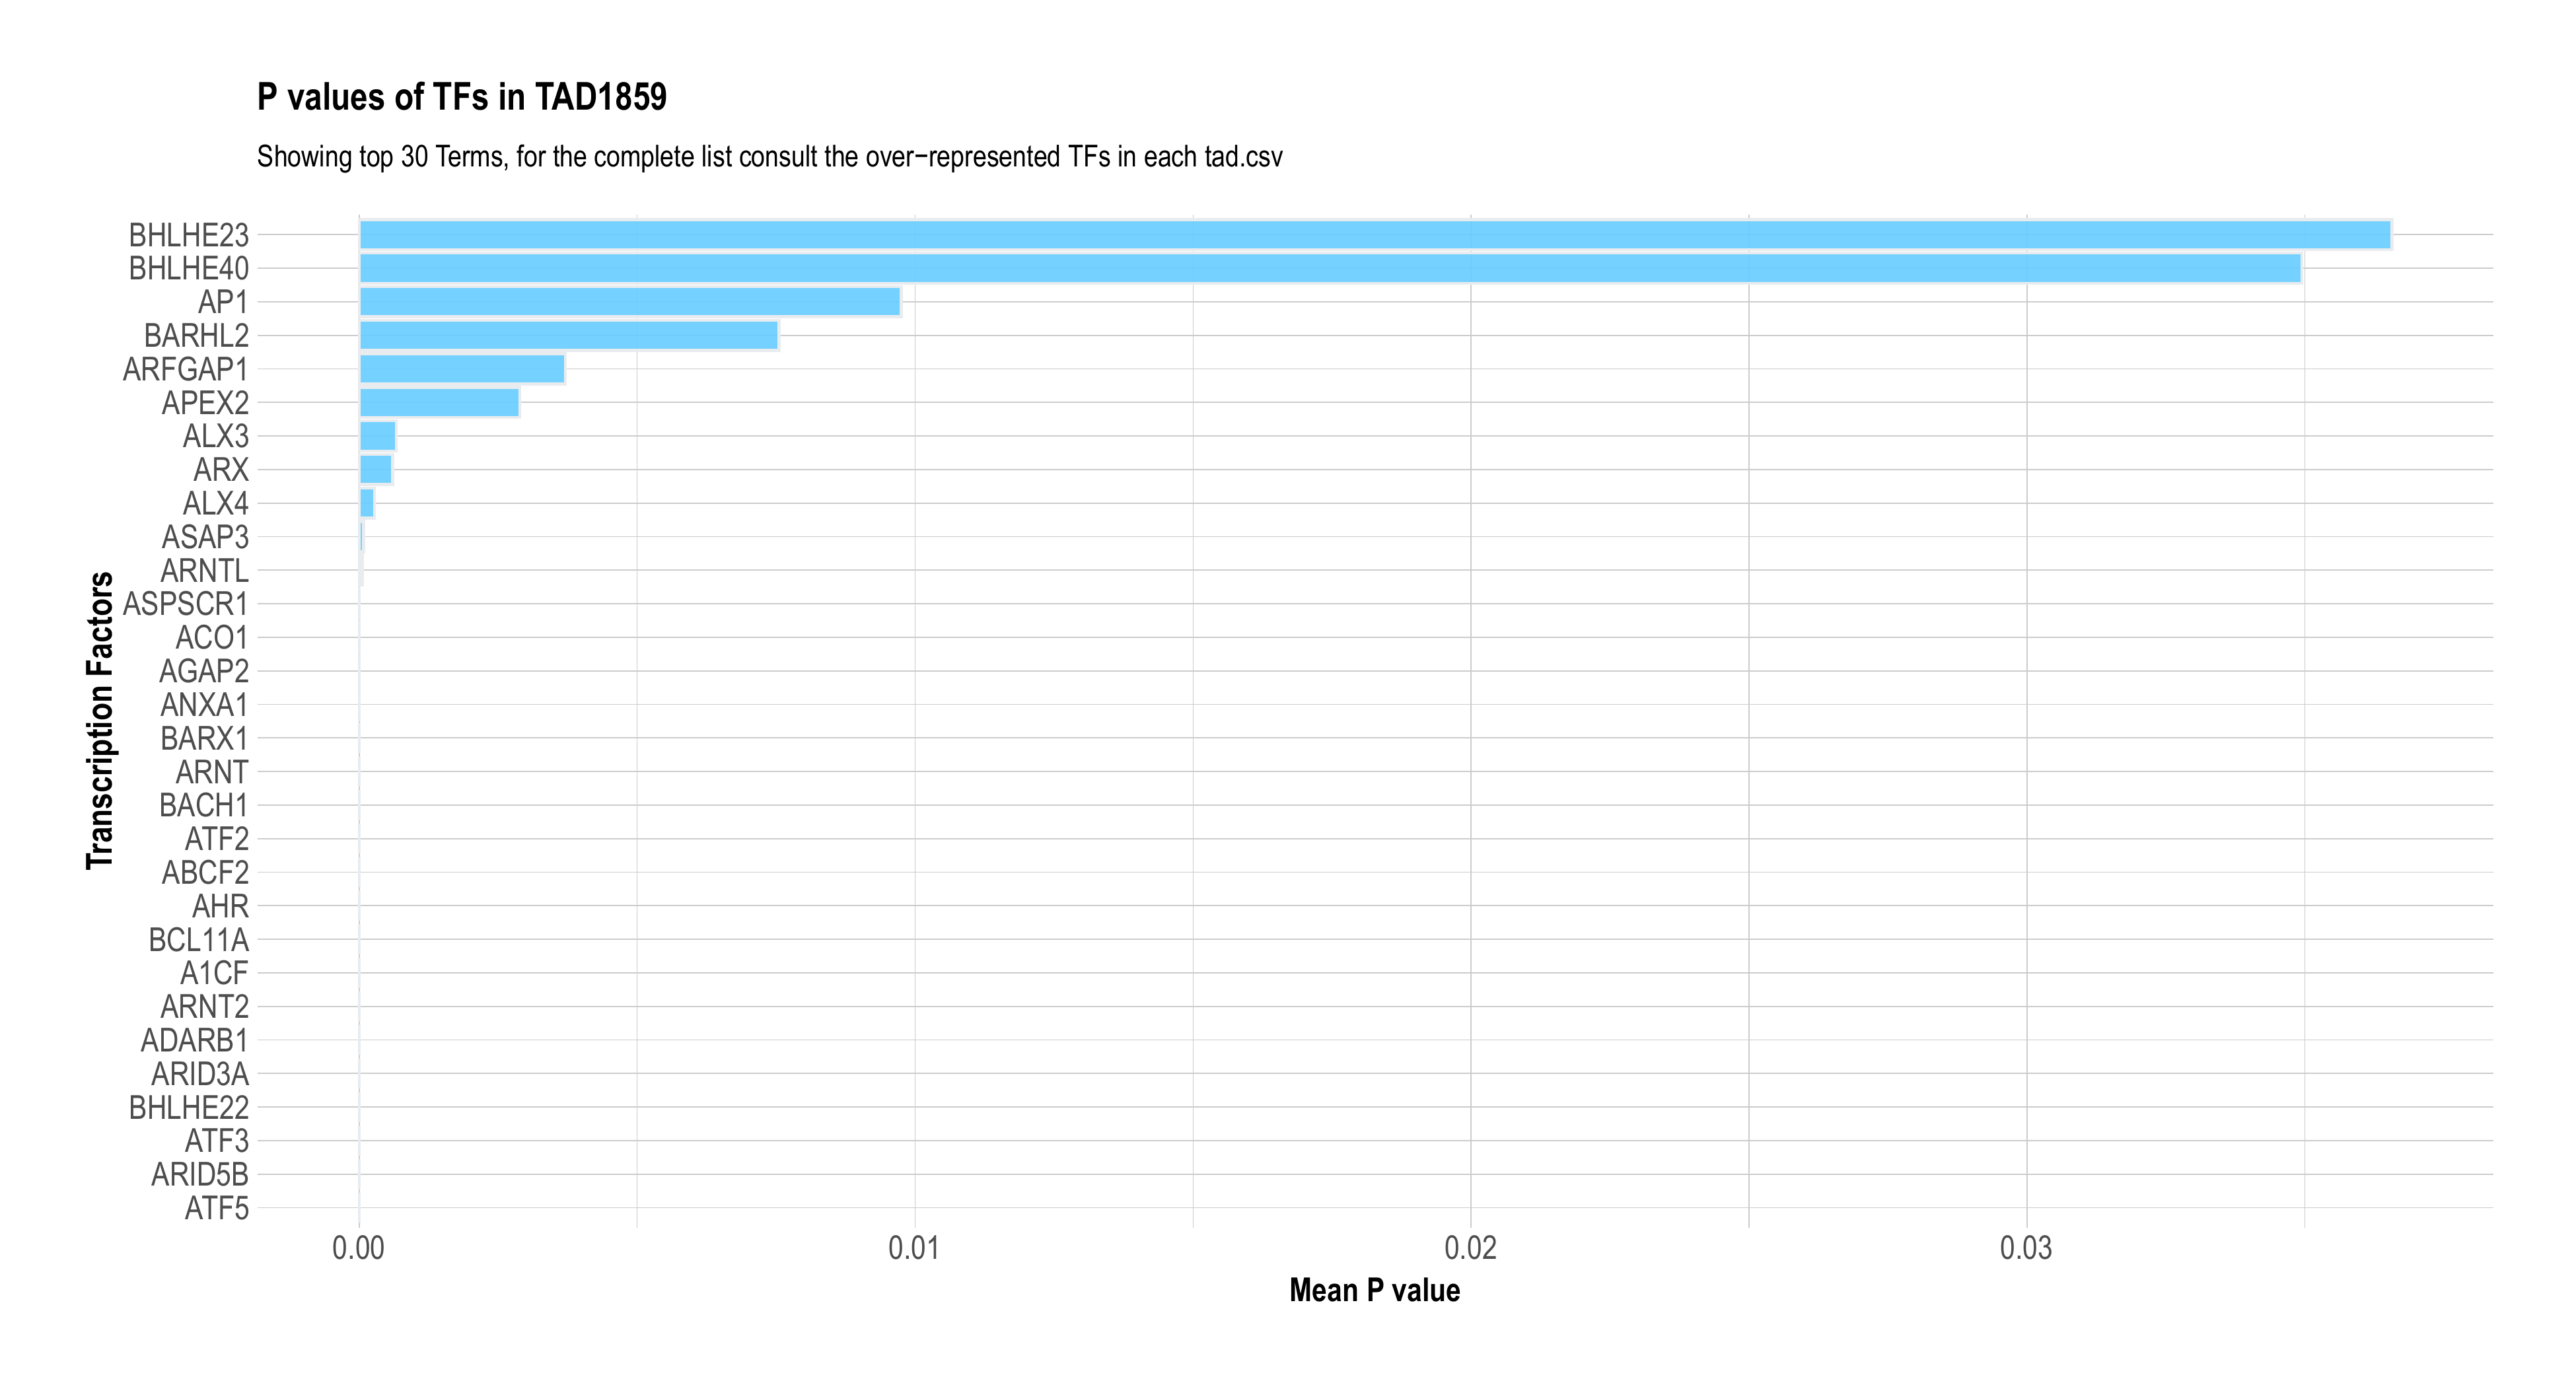 P values of TFs in TAD1859
Showing top 30 Terms, for the complete list consult the over−represented TFs in each tad.csv
Transcription Factors
BHLHE23
BHLHE40
AP1
BARHL2
ARFGAP1
APEX2
ALX3
ARX
ALX4
ASAP3
ARNTL
ASPSCR1
ACO1
AGAP2
ANXA1
BARX1
ARNT
BACH1
ATF2
ABCF2
AHR
BCL11A
A1CF
ARNT2
ADARB1
ARID3A
BHLHE22
ATF3
ARID5B
ATF5
0.00 0.01 0.02 0.03
Mean P value